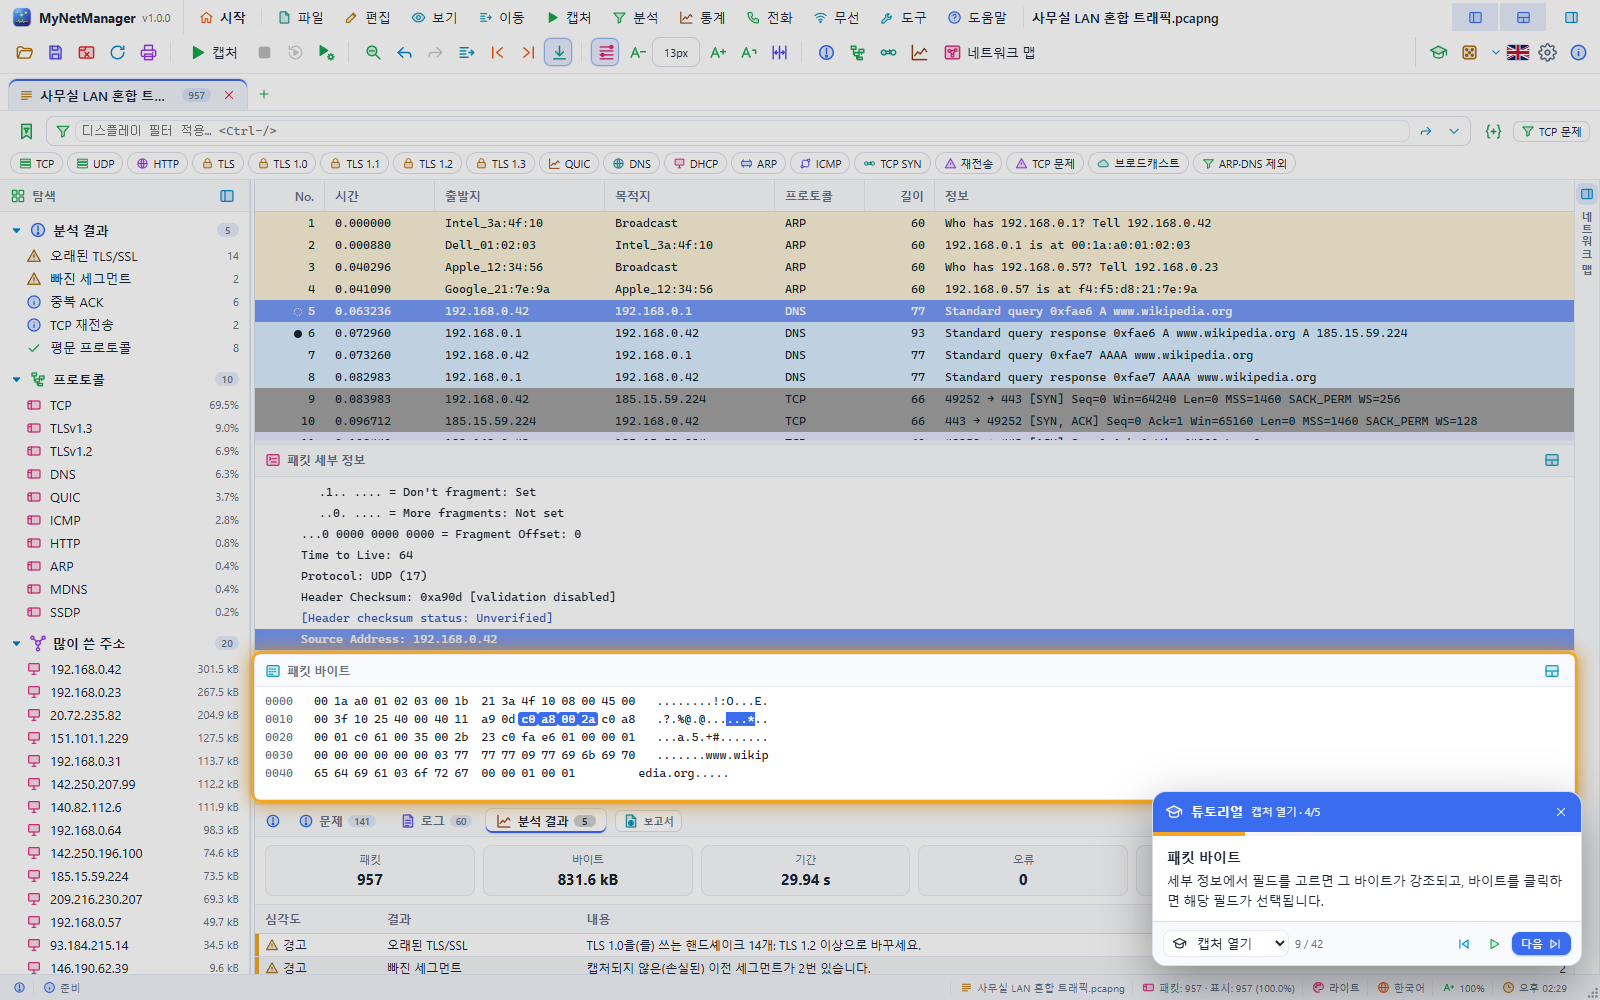 MyNetManager v1.0.0 시작 파일 편집 보기 이동 캡처 분석 통계 전화 무선 도구 도움말 사무실 LAN 혼합 트래픽.pcapng
캡처 A− 13px A+ 네트워크 맵
사무실 LAN 혼합 트... 957
디스플레이 필터 적용… <Ctrl-/> TCP 문제
TCP UDP HTTP TLS TLS 1.0 TLS 1.1 TLS 1.2 TLS 1.3 QUIC DNS DHCP ARP ICMP TCP SYN 재전송 TCP 문제 브로드캐스트 ARP·DNS 제외
탐색
분석 결과 5
오래된 TLS/SSL 14
빠진 세그먼트 2
중복 ACK 6
TCP 재전송 2
평문 프로토콜 8
프로토콜 10
TCP 69.5%
TLSv1.3 9.0%
TLSv1.2 6.9%
DNS 6.3%
QUIC 3.7%
ICMP 2.8%
HTTP 0.8%
ARP 0.4%
MDNS 0.4%
SSDP 0.2%
많이 쓴 주소 20
192.168.0.42 301.5 kB
192.168.0.23 267.5 kB
20.72.235.82 204.9 kB
151.101.1.229 127.5 kB
192.168.0.31 113.7 kB
142.250.207.99 112.2 kB
140.82.112.6 111.9 kB
192.168.0.64 98.3 kB
142.250.196.100 74.6 kB
185.15.59.224 73.5 kB
209.216.230.207 69.3 kB
192.168.0.57 49.7 kB
93.184.215.14 34.5 kB
146.190.62.39 9.6 kB
No. 시간 출발지 목적지 프로토콜 길이 정보
1 0.000000 Intel_3a:4f:10 Broadcast ARP 60 Who has 192.168.0.1? Tell 192.168.0.42
2 0.000880 Dell_01:02:03 Intel_3a:4f:10 ARP 60 192.168.0.1 is at 00:1a:a0:01:02:03
3 0.040296 Apple_12:34:56 Broadcast ARP 60 Who has 192.168.0.57? Tell 192.168.0.23
4 0.041090 Google_21:7e:9a Apple_12:34:56 ARP 60 192.168.0.57 is at f4:f5:d8:21:7e:9a
5 0.063236 192.168.0.42 192.168.0.1 DNS 77 Standard query 0xfae6 A www.wikipedia.org
6 0.072960 192.168.0.1 192.168.0.42 DNS 93 Standard query response 0xfae6 A www.wikipedia.org A 185.15.59.224
7 0.073260 192.168.0.42 192.168.0.1 DNS 77 Standard query 0xfae7 AAAA www.wikipedia.org
8 0.082983 192.168.0.1 192.168.0.42 DNS 77 Standard query response 0xfae7 AAAA www.wikipedia.org
9 0.083983 192.168.0.42 185.15.59.224 TCP 66 49252 → 443 [SYN] Seq=0 Win=64240 Len=0 MSS=1460 SACK_PERM WS=256
10 0.096712 185.15.59.224 192.168.0.42 TCP 66 443 → 49252 [SYN, ACK] Seq=0 Ack=1 Win=65160 Len=0 MSS=1460 SACK_PERM WS=128
네트워크 맵
패킷 세부 정보
.1.. .... = Don't fragment: Set
..0. .... = More fragments: Not set
...0 0000 0000 0000 = Fragment Offset: 0
Time to Live: 64
Protocol: UDP (17)
Header Checksum: 0xa90d [validation disabled]
[Header checksum status: Unverified]
Source Address: 192.168.0.42
패킷 바이트
0000 00 1a a0 01 02 03 00 1b 21 3a 4f 10 08 00 45 00 ........!:O...E.
0010 00 3f 10 25 40 00 40 11 a9 0d c0 a8 00 2a c0 a8 .?.%@.@......*..
0020 00 01 c0 61 00 35 00 2b 23 c0 fa e6 01 00 00 01 ...a.5.+#.......
0030 00 00 00 00 00 00 03 77 77 77 09 77 69 6b 69 70 .......www.wikip
0040 65 64 69 61 03 6f 72 67 00 00 01 00 01 edia.org.....
문제 141 로그 60 분석 결과 5 보고서
패킷 957
바이트 831.6 kB
기간 29.94 s
오류 0
심각도 결과 내용
경고 오래된 TLS/SSL TLS 1.0을(를) 쓰는 핸드셰이크 14개: TLS 1.2 이상으로 바꾸세요.
경고 빠진 세그먼트 캡처되지 않은(손실된) 이전 세그먼트가 2번 있습니다. 2
튜토리얼 캡처 열기 · 4/5
패킷 바이트
세부 정보에서 필드를 고르면 그 바이트가 강조되고, 바이트를 클릭하
면 해당 필드가 선택됩니다.
캡처 열기 9 / 42 다음
준비 사무실 LAN 혼합 트래픽.pcapng 패킷: 957 · 표시: 957 (100.0%) 라이트 한국어 100% 오후 02:29